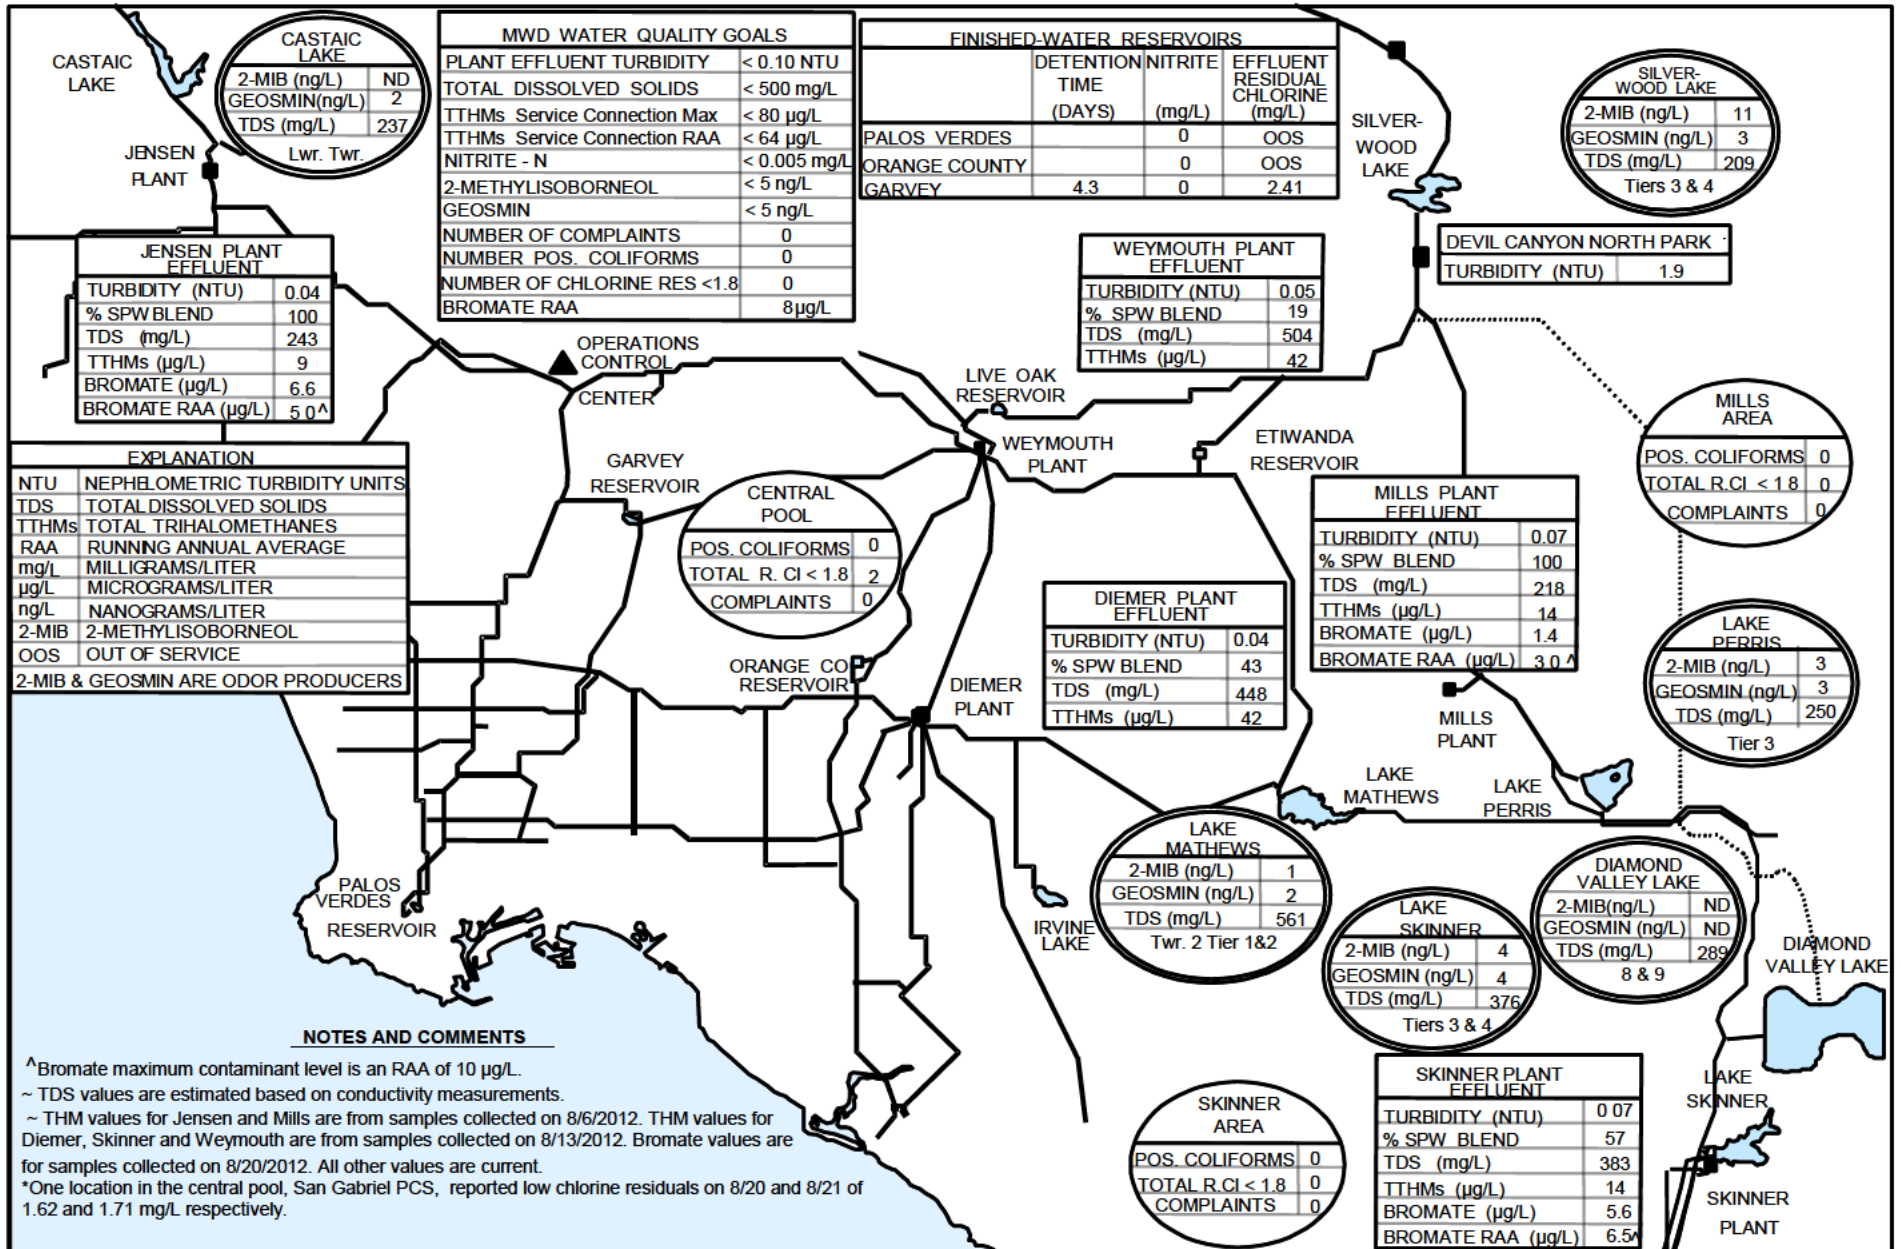 CASTAIC
LAKE
CASTAIC
LAKE
2-MIB (ng/L) ND
GEOSMIN(ng/L) 2
TDS (mg/L) 237
Lwr. Twr.
JENSEN
PLANT
MWD WATER QUALITY GOALS
PLANT EFFLUENT TURBIDITY < 0.10 NTU
TOTAL DISSOLVED SOLIDS < 500 mg/L
TTHMs Service Connection Max < 80 µg/L
TTHMs Service Connection RAA < 64 µg/L
NITRITE - N < 0.005 mg/L
2-METHYLISOBORNEOL < 5 ng/L
GEOSMIN < 5 ng/L
NUMBER OF COMPLAINTS 0
NUMBER POS. COLIFORMS 0
NUMBER OF CHLORINE RES <1.8 0
BROMATE RAA 8µg/L
FINISHED-WATER RESERVOIRS
DETENTION NITRITE EFFLUENT
TIME RESIDUAL
CHLORINE
(DAYS) (mg/L) (mg/L)
PALOS VERDES 0 OOS
ORANGE COUNTY 0 OOS
GARVEY 4.3 0 2.41
SILVER-
WOOD
LAKE
SILVER-
WOOD LAKE
2-MIB (ng/L) 11
GEOSMIN (ng/L) 3
TDS (mg/L) 209
Tiers 3 & 4
DEVIL CANYON NORTH PARK
TURBIDITY (NTU) 1.9
JENSEN PLANT
EFFLUENT
TURBIDITY (NTU) 0.04
% SPW BLEND 100
TDS (mg/L) 243
TTHMs (µg/L) 9
BROMATE (µg/L) 6.6
BROMATE RAA (µg/L) 5 0^
WEYMOUTH PLANT
EFFLUENT
TURBIDITY (NTU) 0.05
% SPW BLEND 19
TDS (mg/L) 504
TTHMs (µg/L) 42
OPERATIONS
CONTROL
CENTER
LIVE OAK
RESERVOIR
WEYMOUTH
PLANT
ETIWANDA
RESERVOIR
MILLS
AREA
POS. COLIFORMS 0
TOTAL R.Cl < 1 8 0
COMPLAINTS 0
EXPLANATION
NTU NEPHELOMETRIC TURBIDITY UNITS
TDS TOTAL DISSOLVED SOLIDS
TTHMs TOTAL TRIHALOMETHANES
RAA RUNNING ANNUAL AVERAGE
mg/L MILLIGRAMS/LITER
µg/L MICROGRAMS/LITER
ng/L NANOGRAMS/LITER
2-MIB 2-METHYLISOBORNEOL
OOS OUT OF SERVICE
2-MIB & GEOSMIN ARE ODOR PRODUCERS
GARVEY
RESERVOIR
CENTRAL
POOL
POS. COLIFORMS 0
TOTAL R. Cl < 1.8 2
COMPLAINTS 0
MILLS PLANT
EFFLUENT
TURBIDITY (NTU) 0.07
% SPW BLEND 100
TDS (mg/L) 218
TTHMs (µg/L) 14
BROMATE (µg/L) 1.4
BROMATE RAA (µg/L) 3 0 ^
DIEMER PLANT
EFFLUENT
TURBIDITY (NTU) 0.04
% SPW BLEND 43
TDS (mg/L) 448
TTHMs (µg/L) 42
ORANGE CO
RESERVOIR
DIEMER
PLANT
LAKE
PERRIS
2-MIB (ng/L) 3
GEOSMIN (ng/L) 3
TDS (mg/L) 250
Tier 3
MILLS
PLANT
LAKE
MATHEWS
LAKE
PERRIS
LAKE
MATHEWS
2-MIB (ng/L) 1
GEOSMIN (ng/L) 2
TDS (mg/L) 561
Twr. 2 Tier 1&2
DIAMOND
VALLEY LAKE
2-MIB(ng/L) ND
GEOSMIN (ng/L) ND
TDS (mg/L) 289
8 & 9
PALOS
VERDES
RESERVOIR
IRVINE
LAKE
LAKE
SKINNER
2-MIB (ng/L) 4
GEOSMIN (ng/L) 4
TDS (mg/L) 376
Tiers 3 & 4
DIAMOND
VALLEY LAKE
NOTES AND COMMENTS
^Bromate maximum contaminant level is an RAA of 10 µg/L.
~ TDS values are estimated based on conductivity measurements.
~ THM values for Jensen and Mills are from samples collected on 8/6/2012. THM values for
Diemer, Skinner and Weymouth are from samples collected on 8/13/2012. Bromate values are
for samples collected on 8/20/2012. All other values are current.
*One location in the central pool, San Gabriel PCS, reported low chlorine residuals on 8/20 and 8/21 of
1.62 and 1.71 mg/L respectively.
SKINNER
AREA
POS. COLIFORMS 0
TOTAL R.Cl < 1.8 0
COMPLAINTS 0
SKINNER PLANT
EFFLUENT
TURBIDITY (NTU) 0 07
% SPW BLEND 57
TDS (mg/L) 383
TTHMs (µg/L) 14
BROMATE (µg/L) 5.6
BROMATE RAA (µg/L) 6.5^
LAKE
SKINNER
SKINNER
PLANT